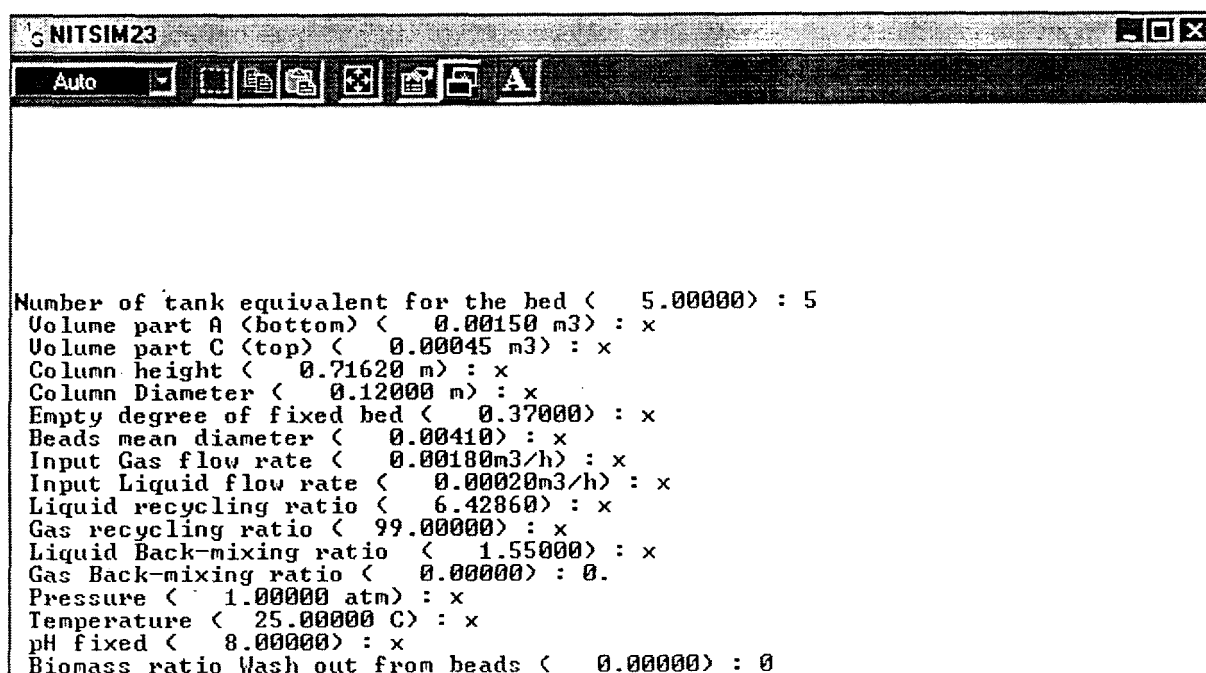 NITSIM23
Auto
A
Number of tank equivalent for the bed (   5.00000) : 5
Volume part A (bottom) (   0.00150 m3) : x
Volume part C (top) (   0.00045 m3) : x
Column height (   0.71620 m) : x
Column Diameter (   0.12000 m) : x
Empty degree of fixed bed (   0.37000) : x
Beads mean diameter (   0.00410) : x
Input Gas flow rate (   0.00180m3/h) : x
Input Liquid flow rate (   0.00020m3/h) : x
Liquid recycling ratio (   6.42860) : x
Gas recycling ratio (  99.00000) : x
Liquid Back-mixing ratio  (   1.55000) : x
Gas Back-mixing ratio (   0.00000) : 0.
Pressure (   1.00000 atm) : x
Temperature (  25.00000 C) : x
pH fixed (   8.00000) : x
Biomass ratio Wash out from beads (   0.00000) : 0